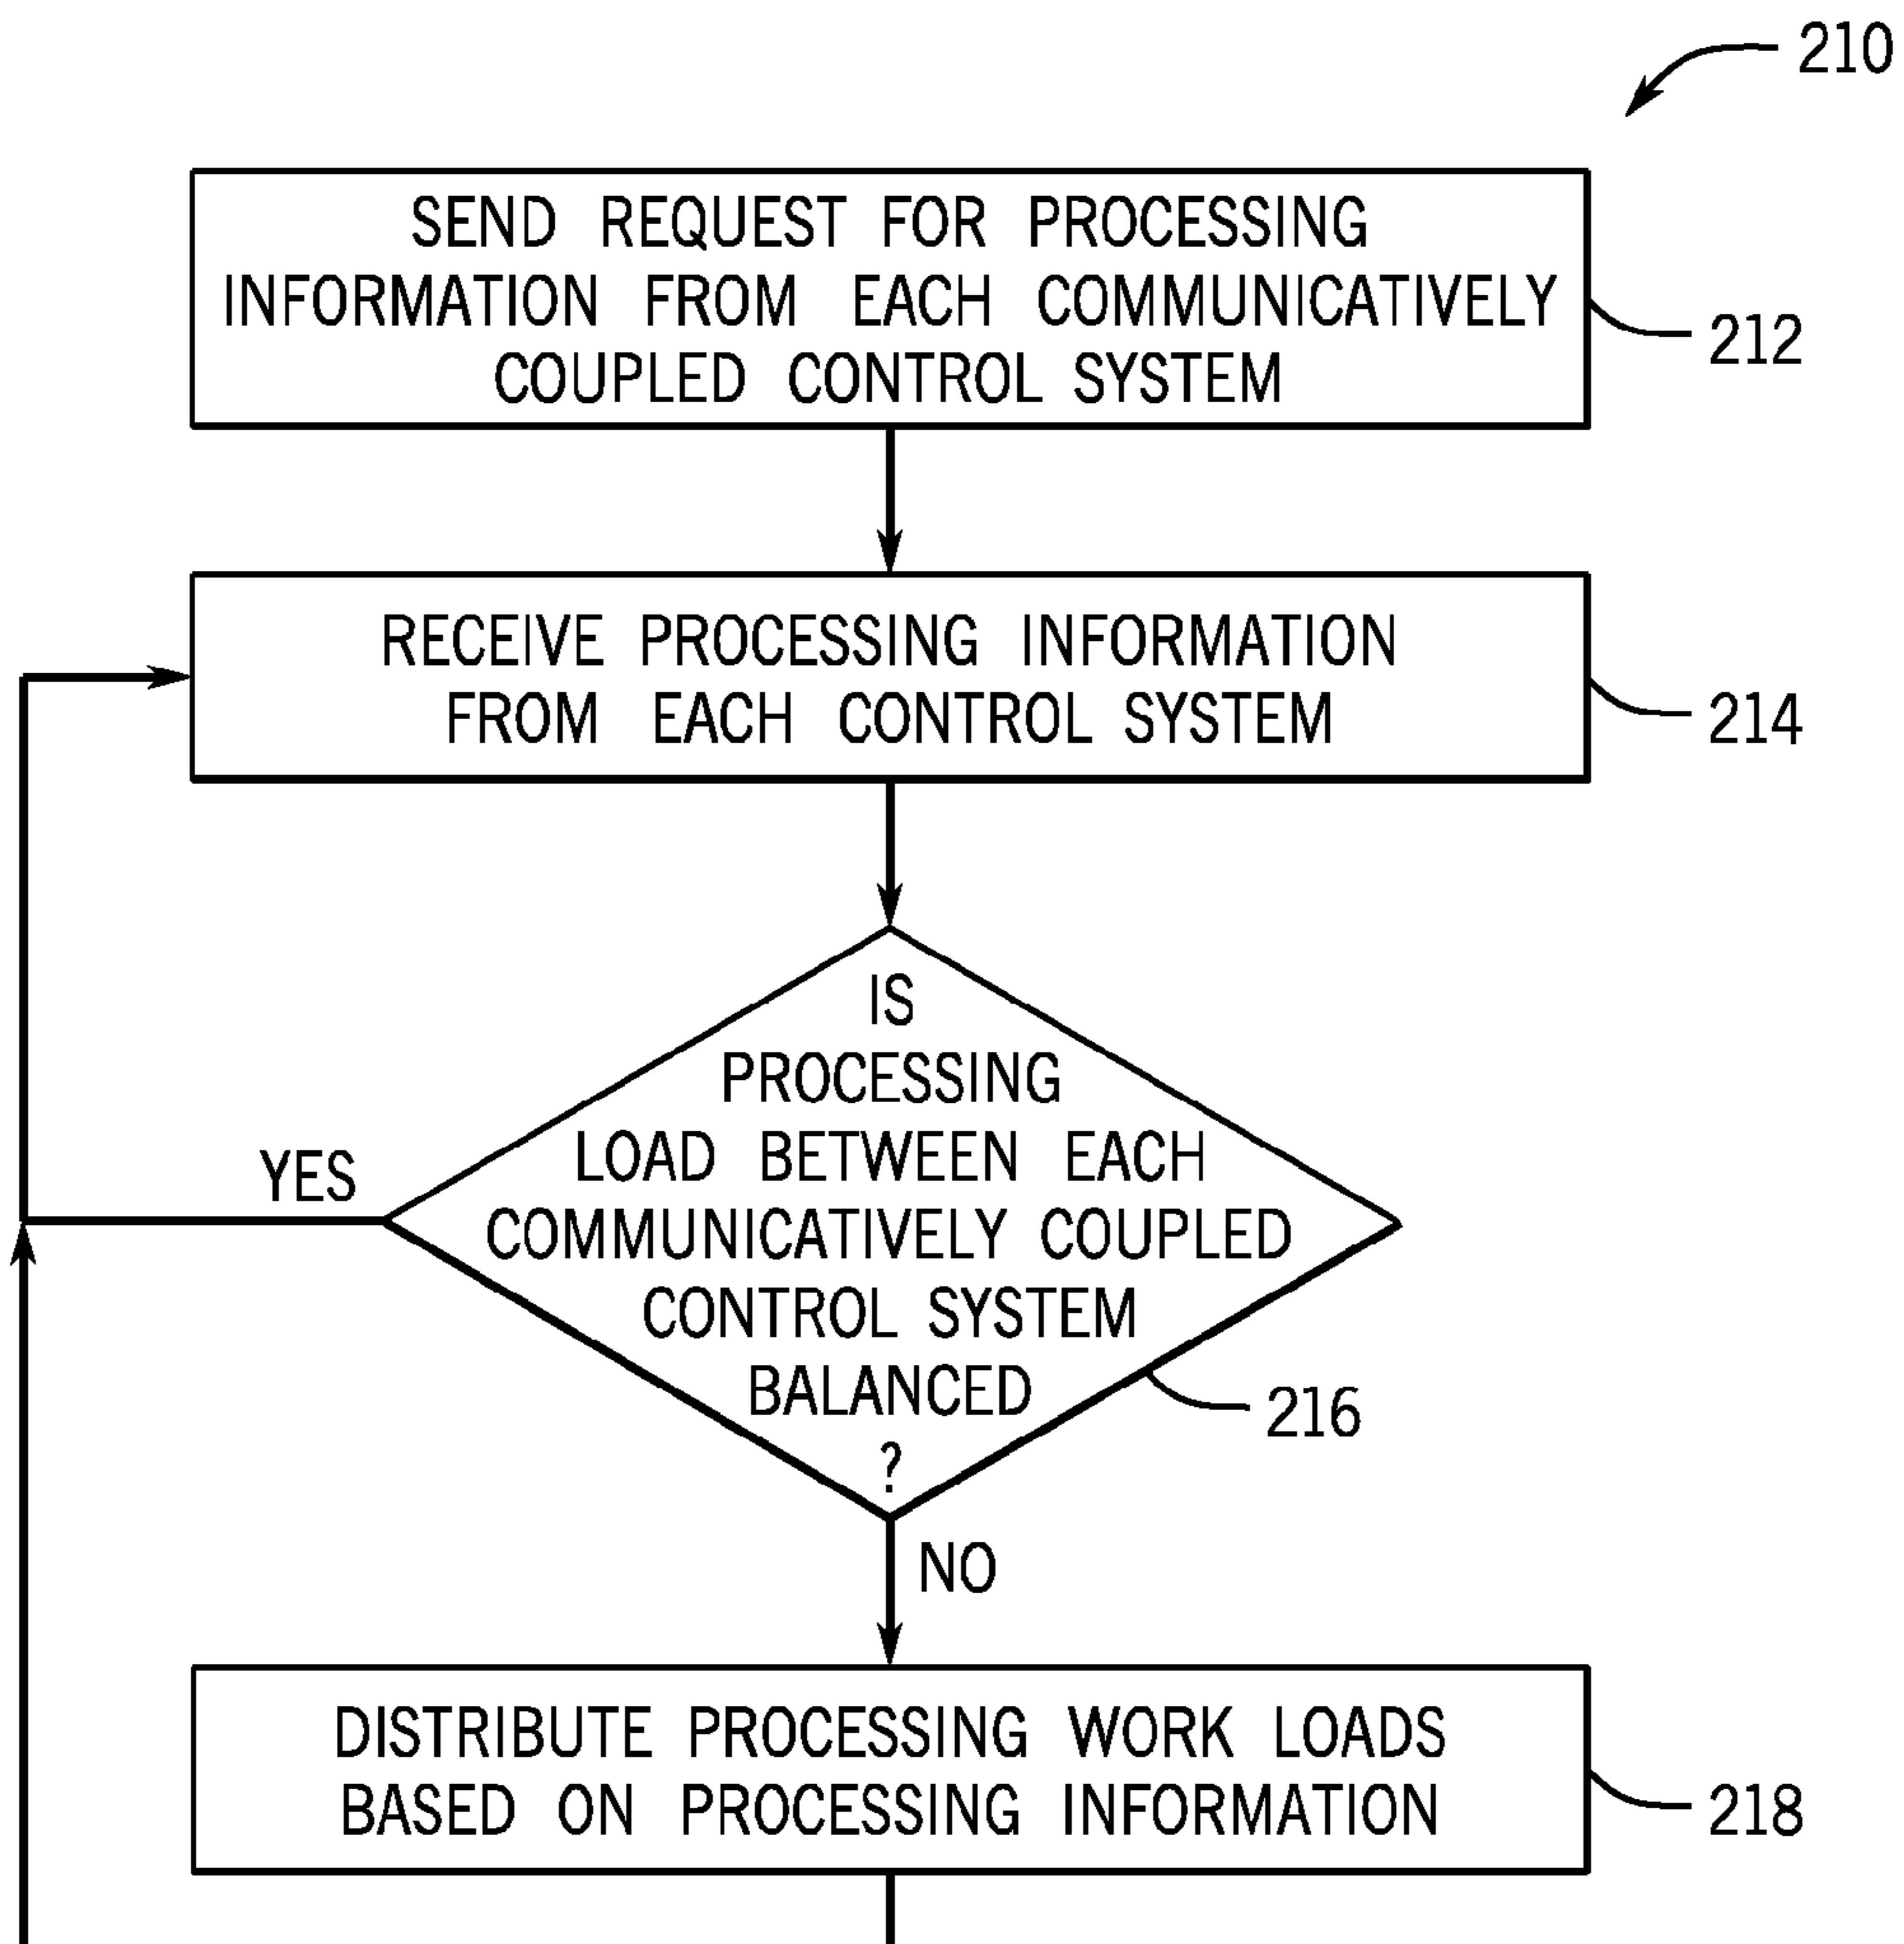 210
SEND REQUEST FOR PROCESSING
INFORMATION FROM EACH COMMUNICATIVELY
COUPLED CONTROL SYSTEM
212
RECEIVE PROCESSING INFORMATION
FROM EACH CONTROL SYSTEM
214
IS
PROCESSING
LOAD BETWEEN EACH
COMMUNICATIVELY COUPLED
CONTROL SYSTEM
BALANCED
?
YES
216
NO
DISTRIBUTE PROCESSING WORK LOADS
BASED ON PROCESSING INFORMATION
218